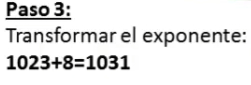 Paso 3:
Transformar el exponente:
1023+8=1031